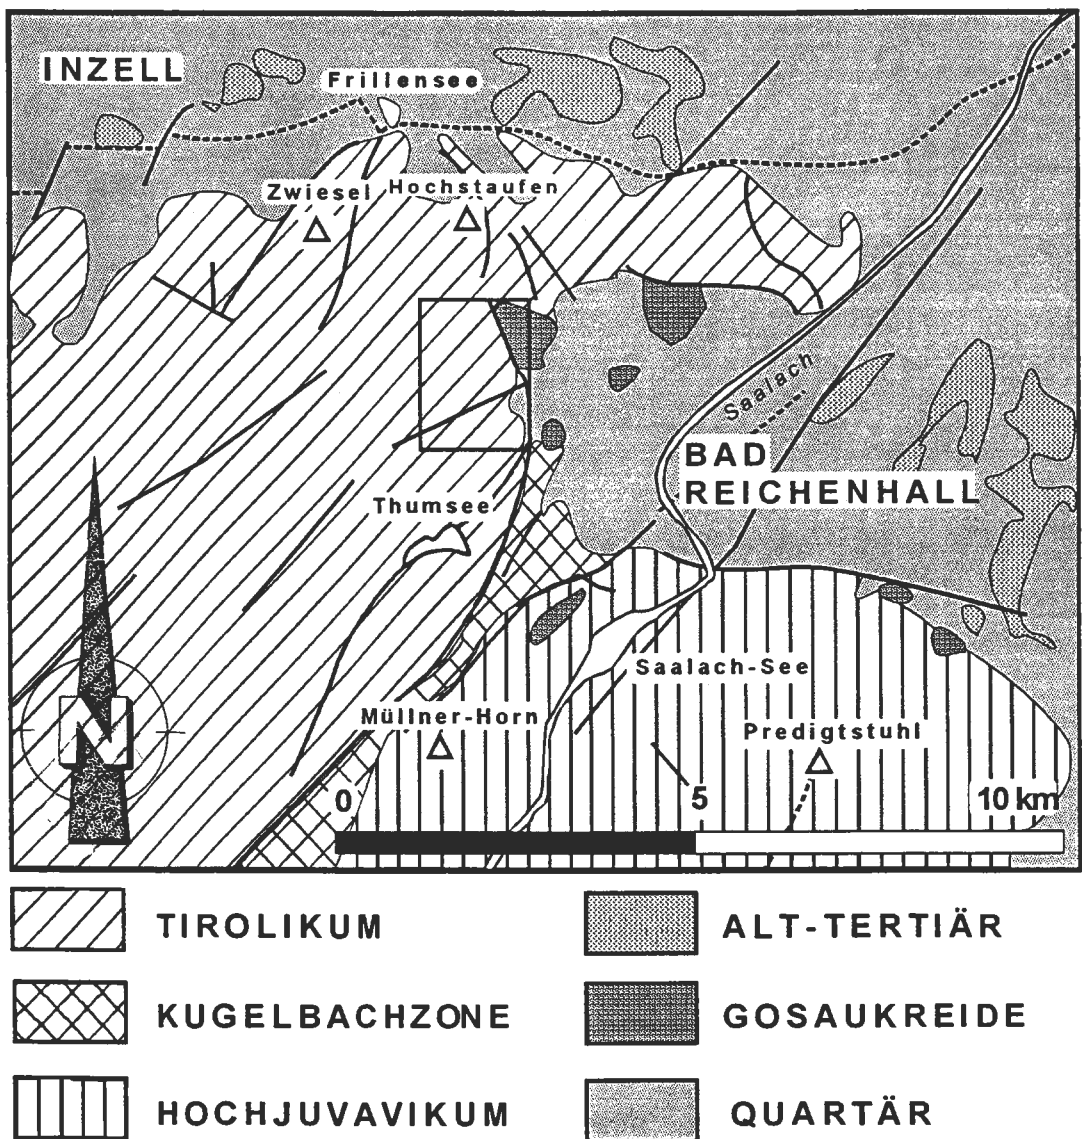 INZELL
Frillensee
Zwiesel
Hochstaufen
Saalach
BAD
REICHENHALL
Thumsee
Saalach-See
Müllner-Horn
Predigtstuhl
N
0
5
10 km
TIROLIKUM
ALT-TERTIÄR
KUGELBACHZONE
GOSAUKREIDE
HOCHJUVAVIKUM
QUARTÄR